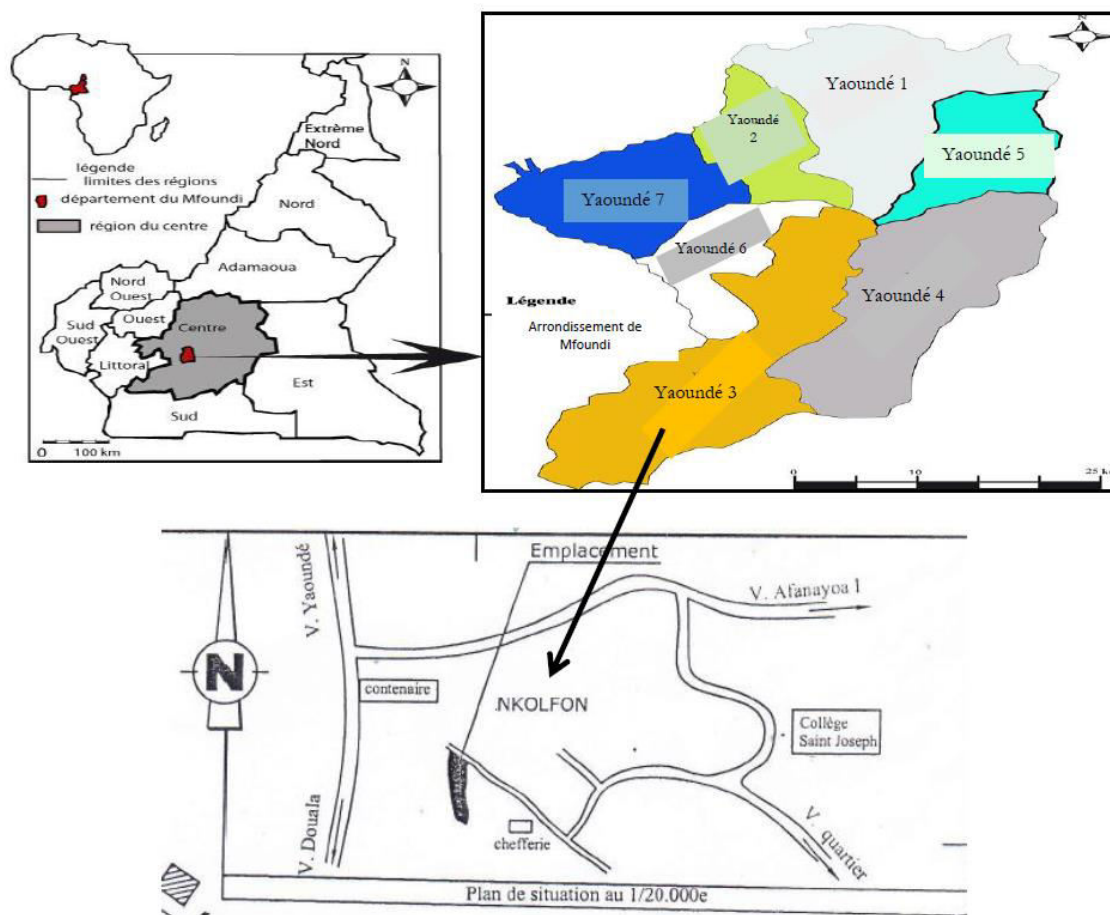 N
Extrême
Nord
légende
limites des régions
département du Mfoundi
région du centre
Nord
Adamaoua
Nord
Ouest
Ouest
Sud
Ouest
Centre
Littoral
Est
Sud
0 100 km
N
Yaoundé 1
Yaoundé
2
Yaoundé 5
Yaoundé 7
Yaoundé 6
Yaoundé 4
Légende
Arrondissement de
Mfoundi
Yaoundé 3
0 10
Emplacement
V. Yaoundé
V. Afanayoa I
N
contenaire
.NKOLFON
Collège
Saint Joseph
chefferie
V. Douala
V. quartier
Plan de situation au 1/20.000e